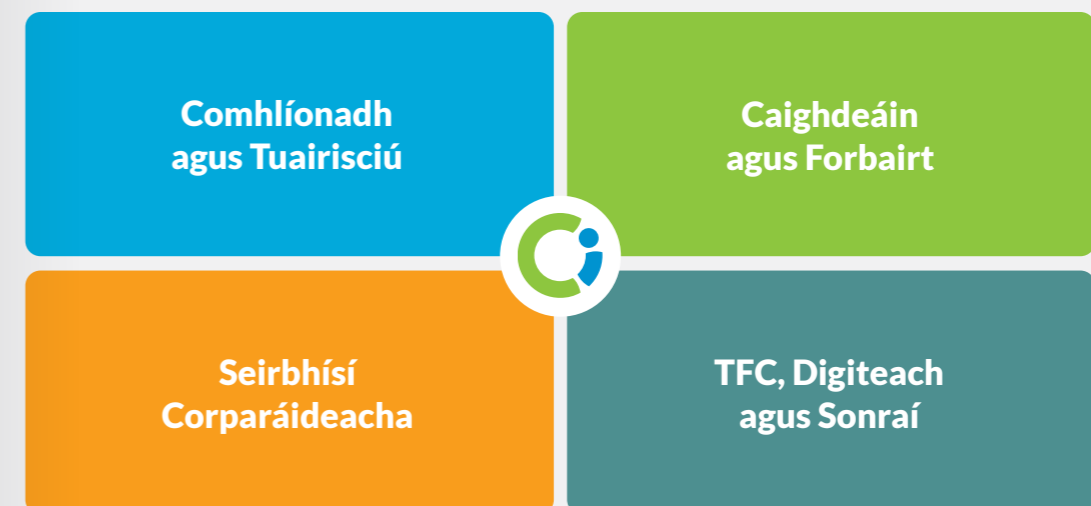 Comhlíonadh
agus Tuairisciú
Caighdeáin
agus Forbairt
Seirbhísí
Corparáideacha
TFC, Digiteach
agus Sonraí